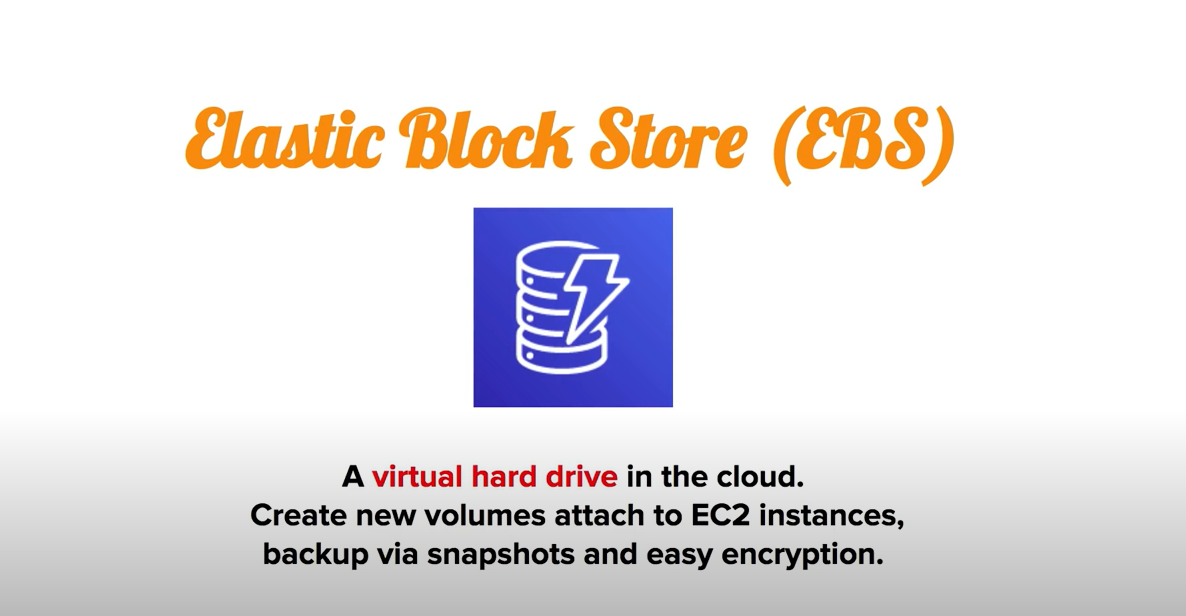 Elastic Block Store (EBS)
A virtual hard drive in the cloud.
Create new volumes attach to EC2 instances,
backup via snapshots and easy encryption.